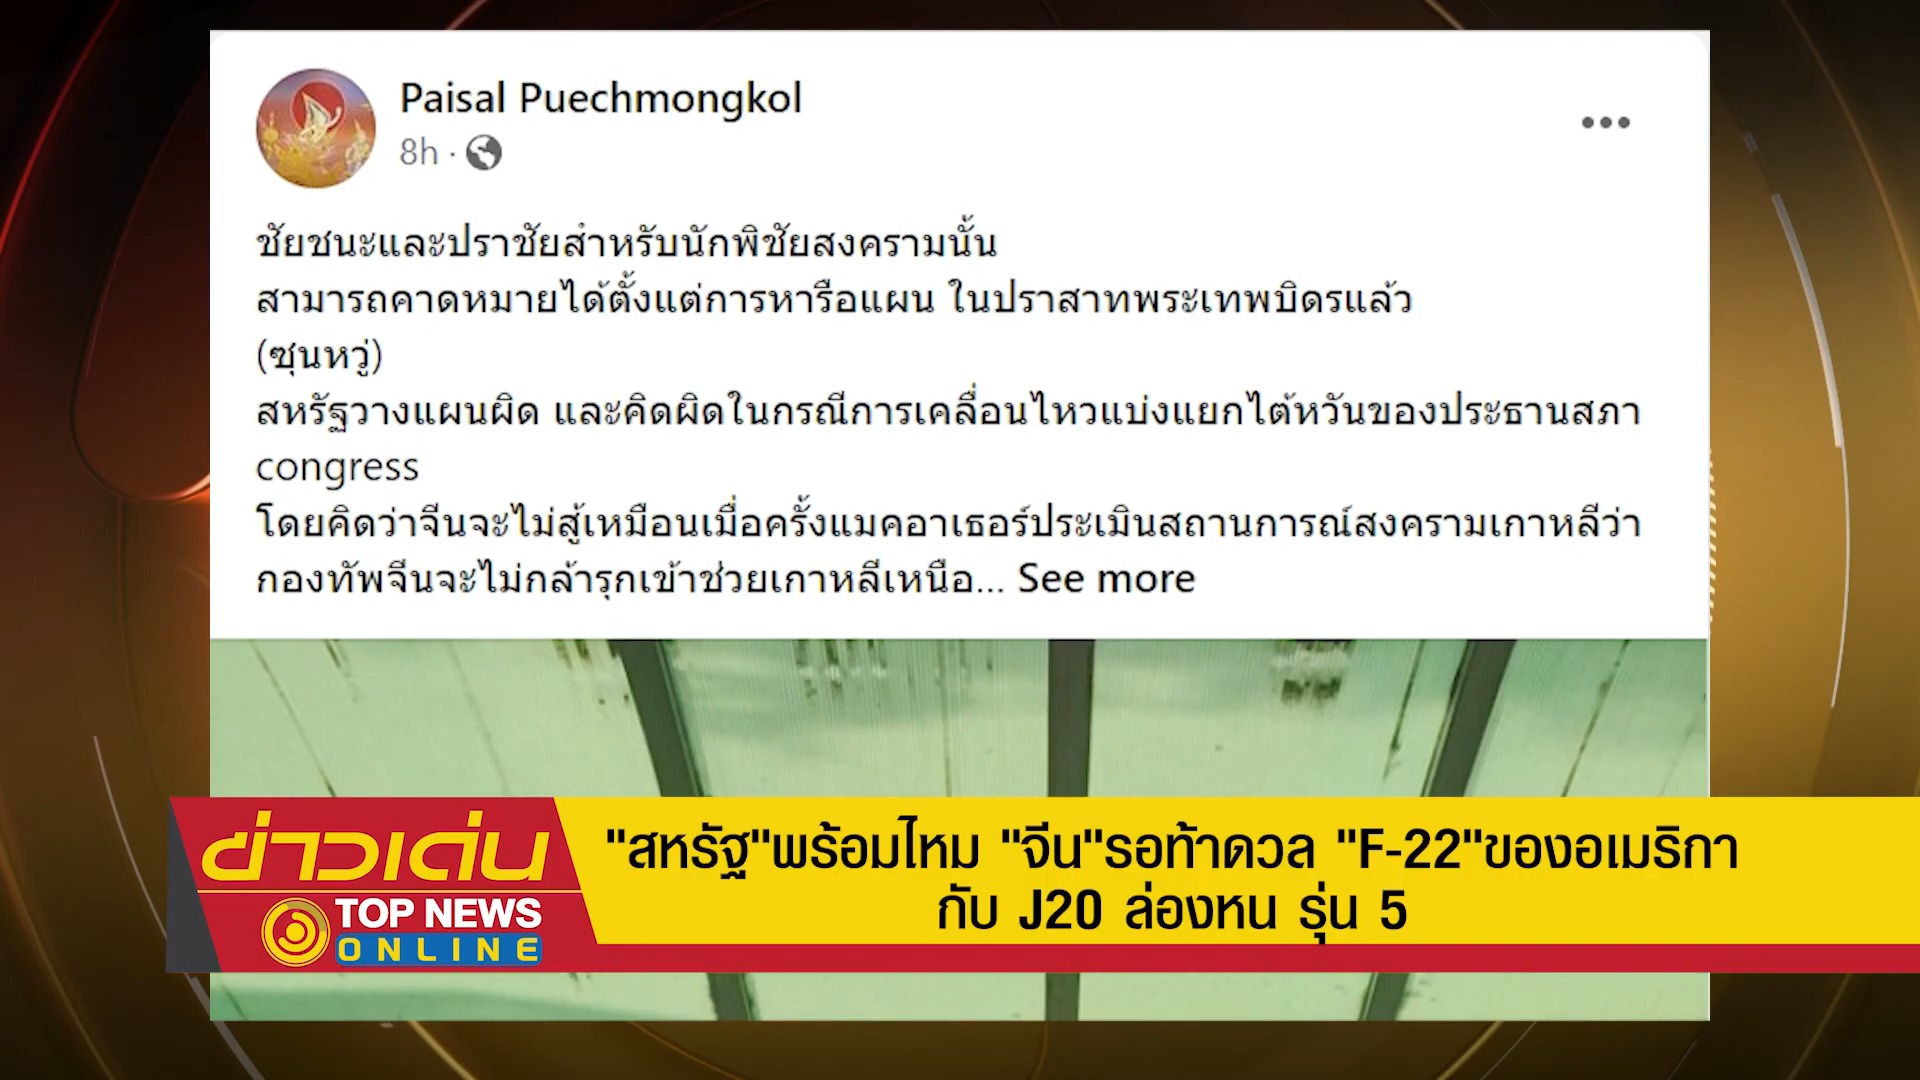 Paisal Puechmongkol
8h ·
ชัยชนะและปราชัยสำหรับนักพิชัยสงครามนั้น
สามารถคาดหมายได้ตั้งแต่การหารือแผน ในปราสาทพระเทพบิดรแล้ว
(ซุนหวู่)
สหรัฐวางแผนผิด และคิดผิดในกรณีการเคลื่อนไหวแบ่งแยกไต้หวันของประธานสภา
congress
โดยคิดว่าจีนจะไม่สู้เหมือนเมื่อครั้งแมคอาเธอร์ประเมินสถานการณ์สงครามเกาหลีว่า
กองทัพจีนจะไม่กล้ารุกเข้าช่วยเกาหลีเหนือ... See more
ข่าวเด่น
TOP NEWS
ONLINE
"สหรัฐ"พร้อมไหม "จีน"รอท้าดวล "F-22"ของอเมริกา
กับ J20 ล่องหน รุ่น 5